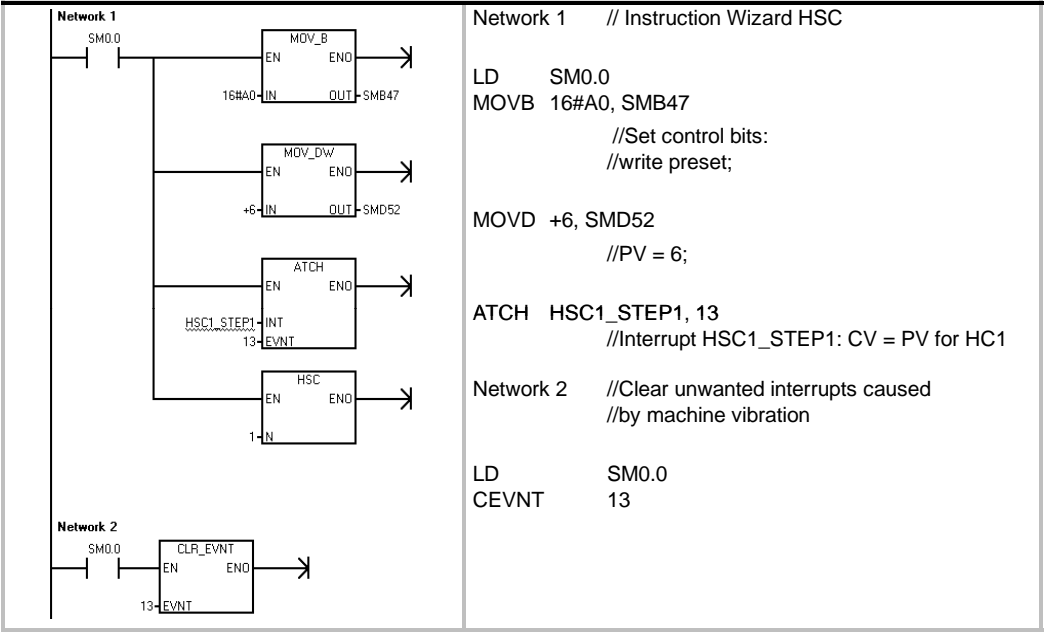 Network 1
SM0.0
MOV_B
EN ENO
16#A0 IN OUT SMB47
MOV_DW
EN ENO
+6 IN OUT SMD52
ATCH
EN ENO
HSC1_STEP1 INT
13 EVNT
HSC
EN ENO
1 N
Network 2
SM0.0 CLR_EVNT
EN ENO
13 EVNT
Network 1 // Instruction Wizard HSC
LD SM0.0
MOVB 16#A0, SMB47
//Set control bits:
//write preset;
MOVD +6, SMD52
//PV = 6;
ATCH HSC1_STEP1, 13
//Interrupt HSC1_STEP1: CV = PV for HC1
Network 2 //Clear unwanted interrupts caused
//by machine vibration
LD SM0.0
CEVNT 13